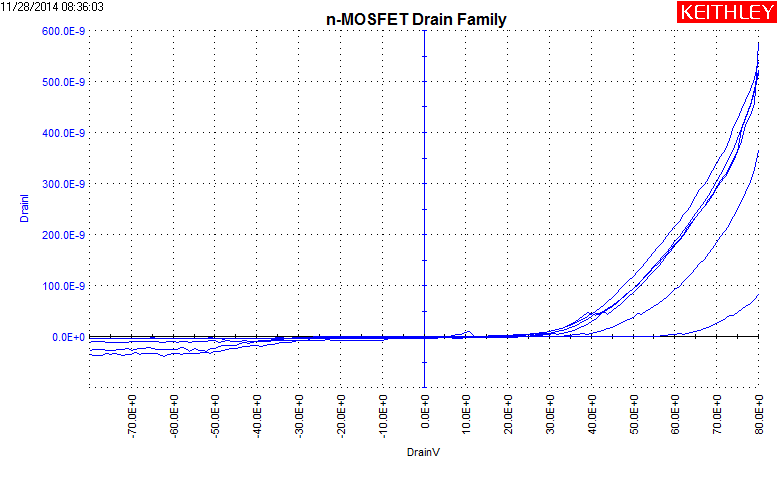 11/28/2014 08:36:03
n-MOSFET Drain Family
KEITHLEY
600.0E-9
500.0E-9
400.0E-9
300.0E-9
200.0E-9
100.0E-9
0.0E+0
DrainI
-70.0E+0
-60.0E+0
-50.0E+0
-40.0E+0
-30.0E+0
-20.0E+0
-10.0E+0
0.0E+0
10.0E+0
20.0E+0
30.0E+0
40.0E+0
50.0E+0
60.0E+0
70.0E+0
80.0E+0
DrainV